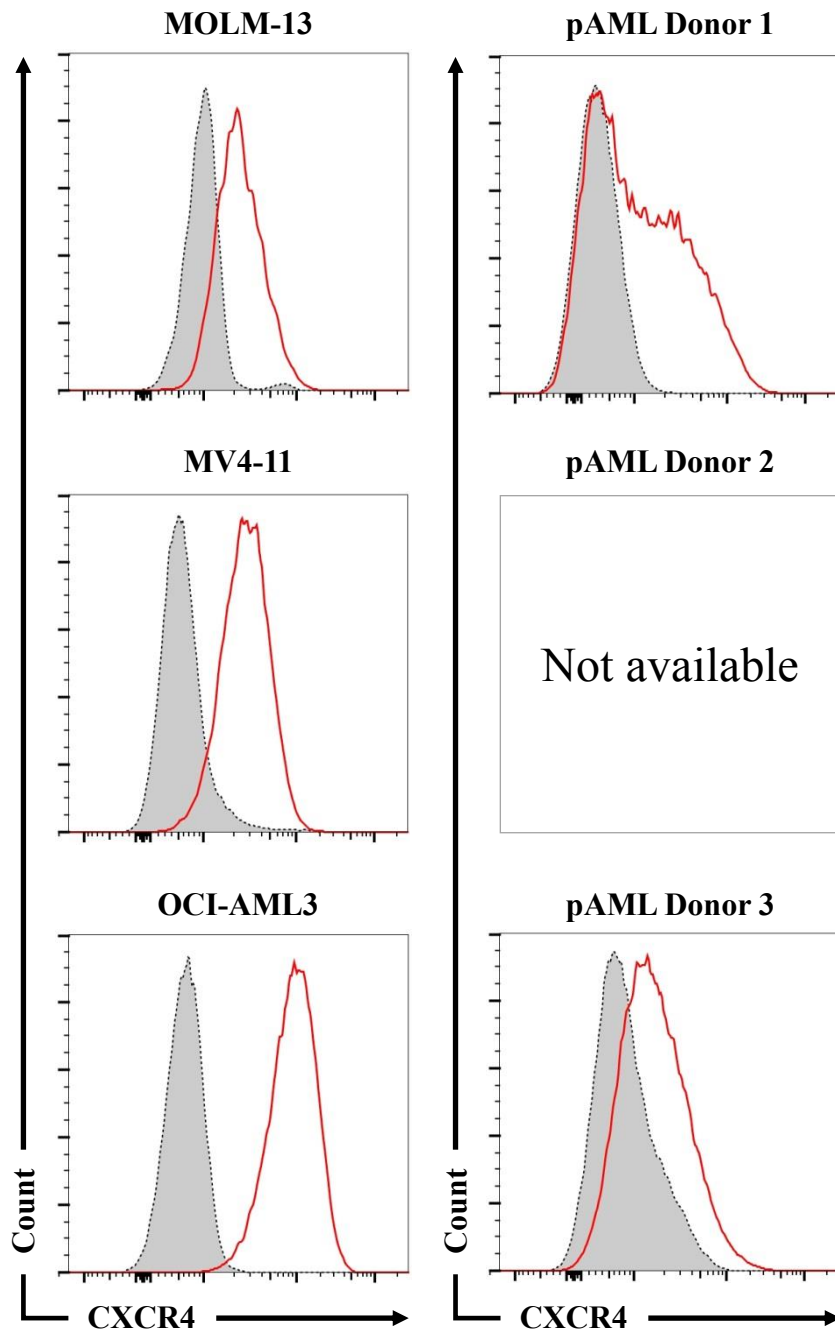 MOLM-13
pAML Donor 1
MV4-11
pAML Donor 2
Not available
OCI-AML3
pAML Donor 3
Count
Count
CXCR4
CXCR4